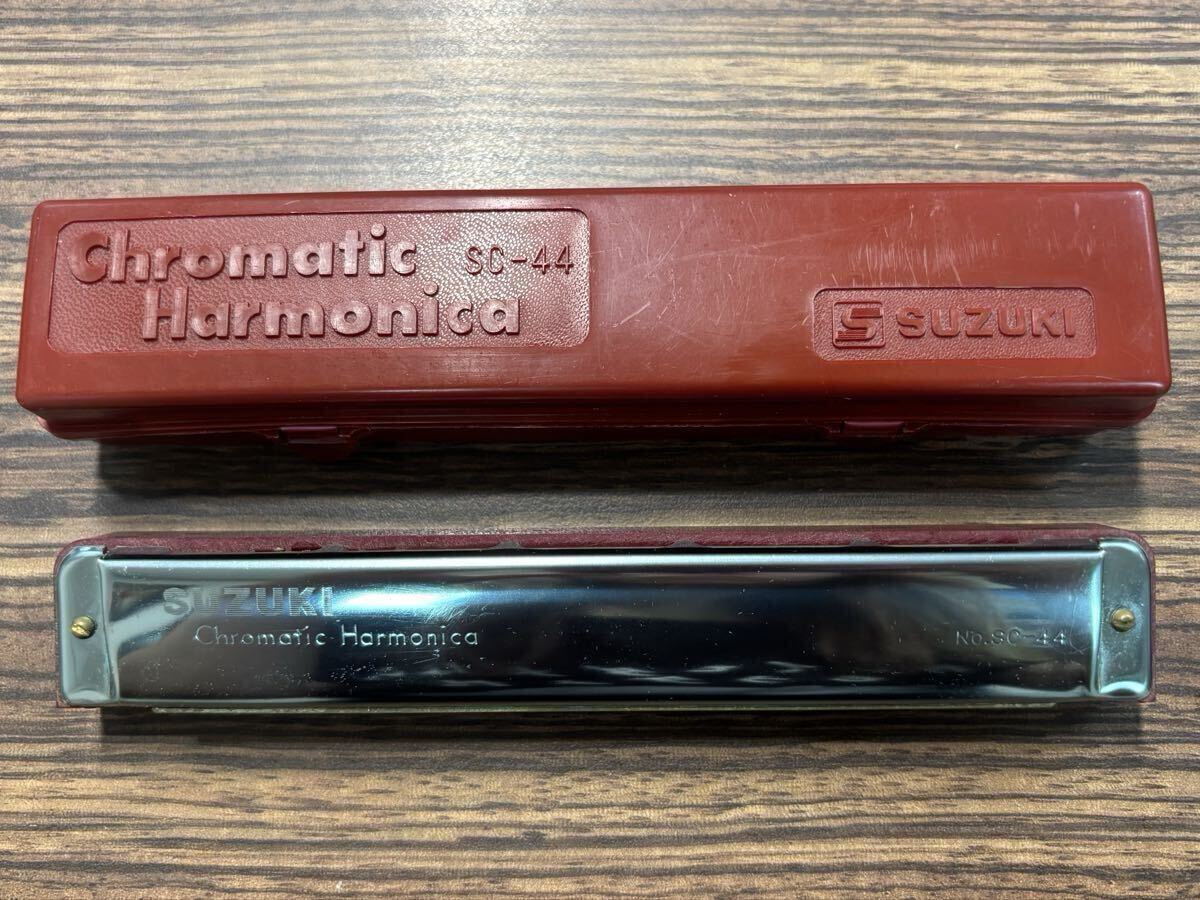 Chromatic SC-44
Harmonica
SUZUKI
SUZUKI
Chromatic Harmonica
No.SC-44